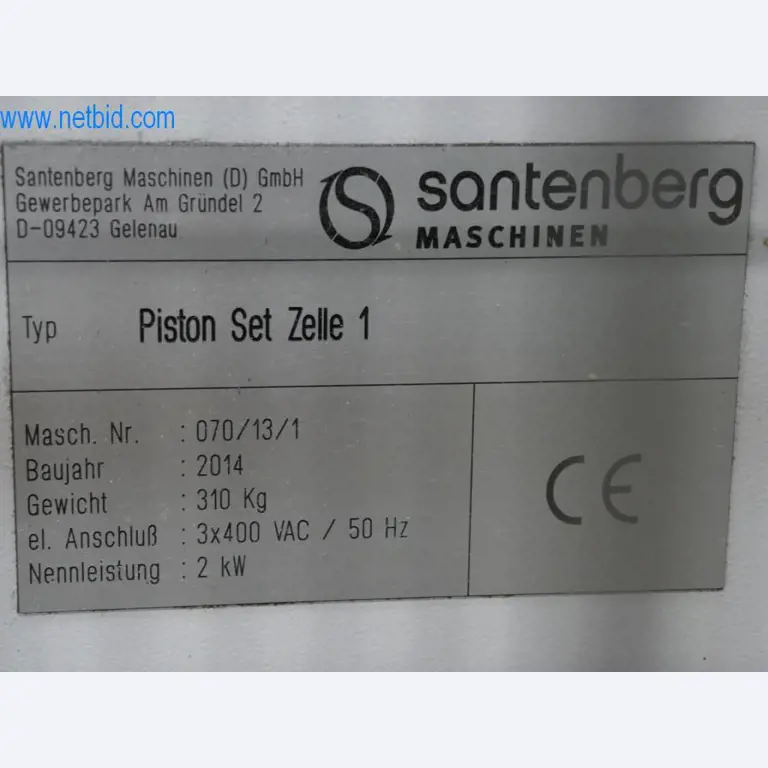 www.netbid.com
Santenberg Maschinen (D) GmbH
Gewerbepark Am Gründel 2
D-09423 Gelenau
santenberg
MASCHINEN
Typ Piston Set Zelle 1
Masch. Nr. : 070/13/1
Baujahr : 2014
Gewicht : 310 Kg
el. Anschluß : 3x400 VAC / 50 Hz
Nennleistung : 2 kW
CE